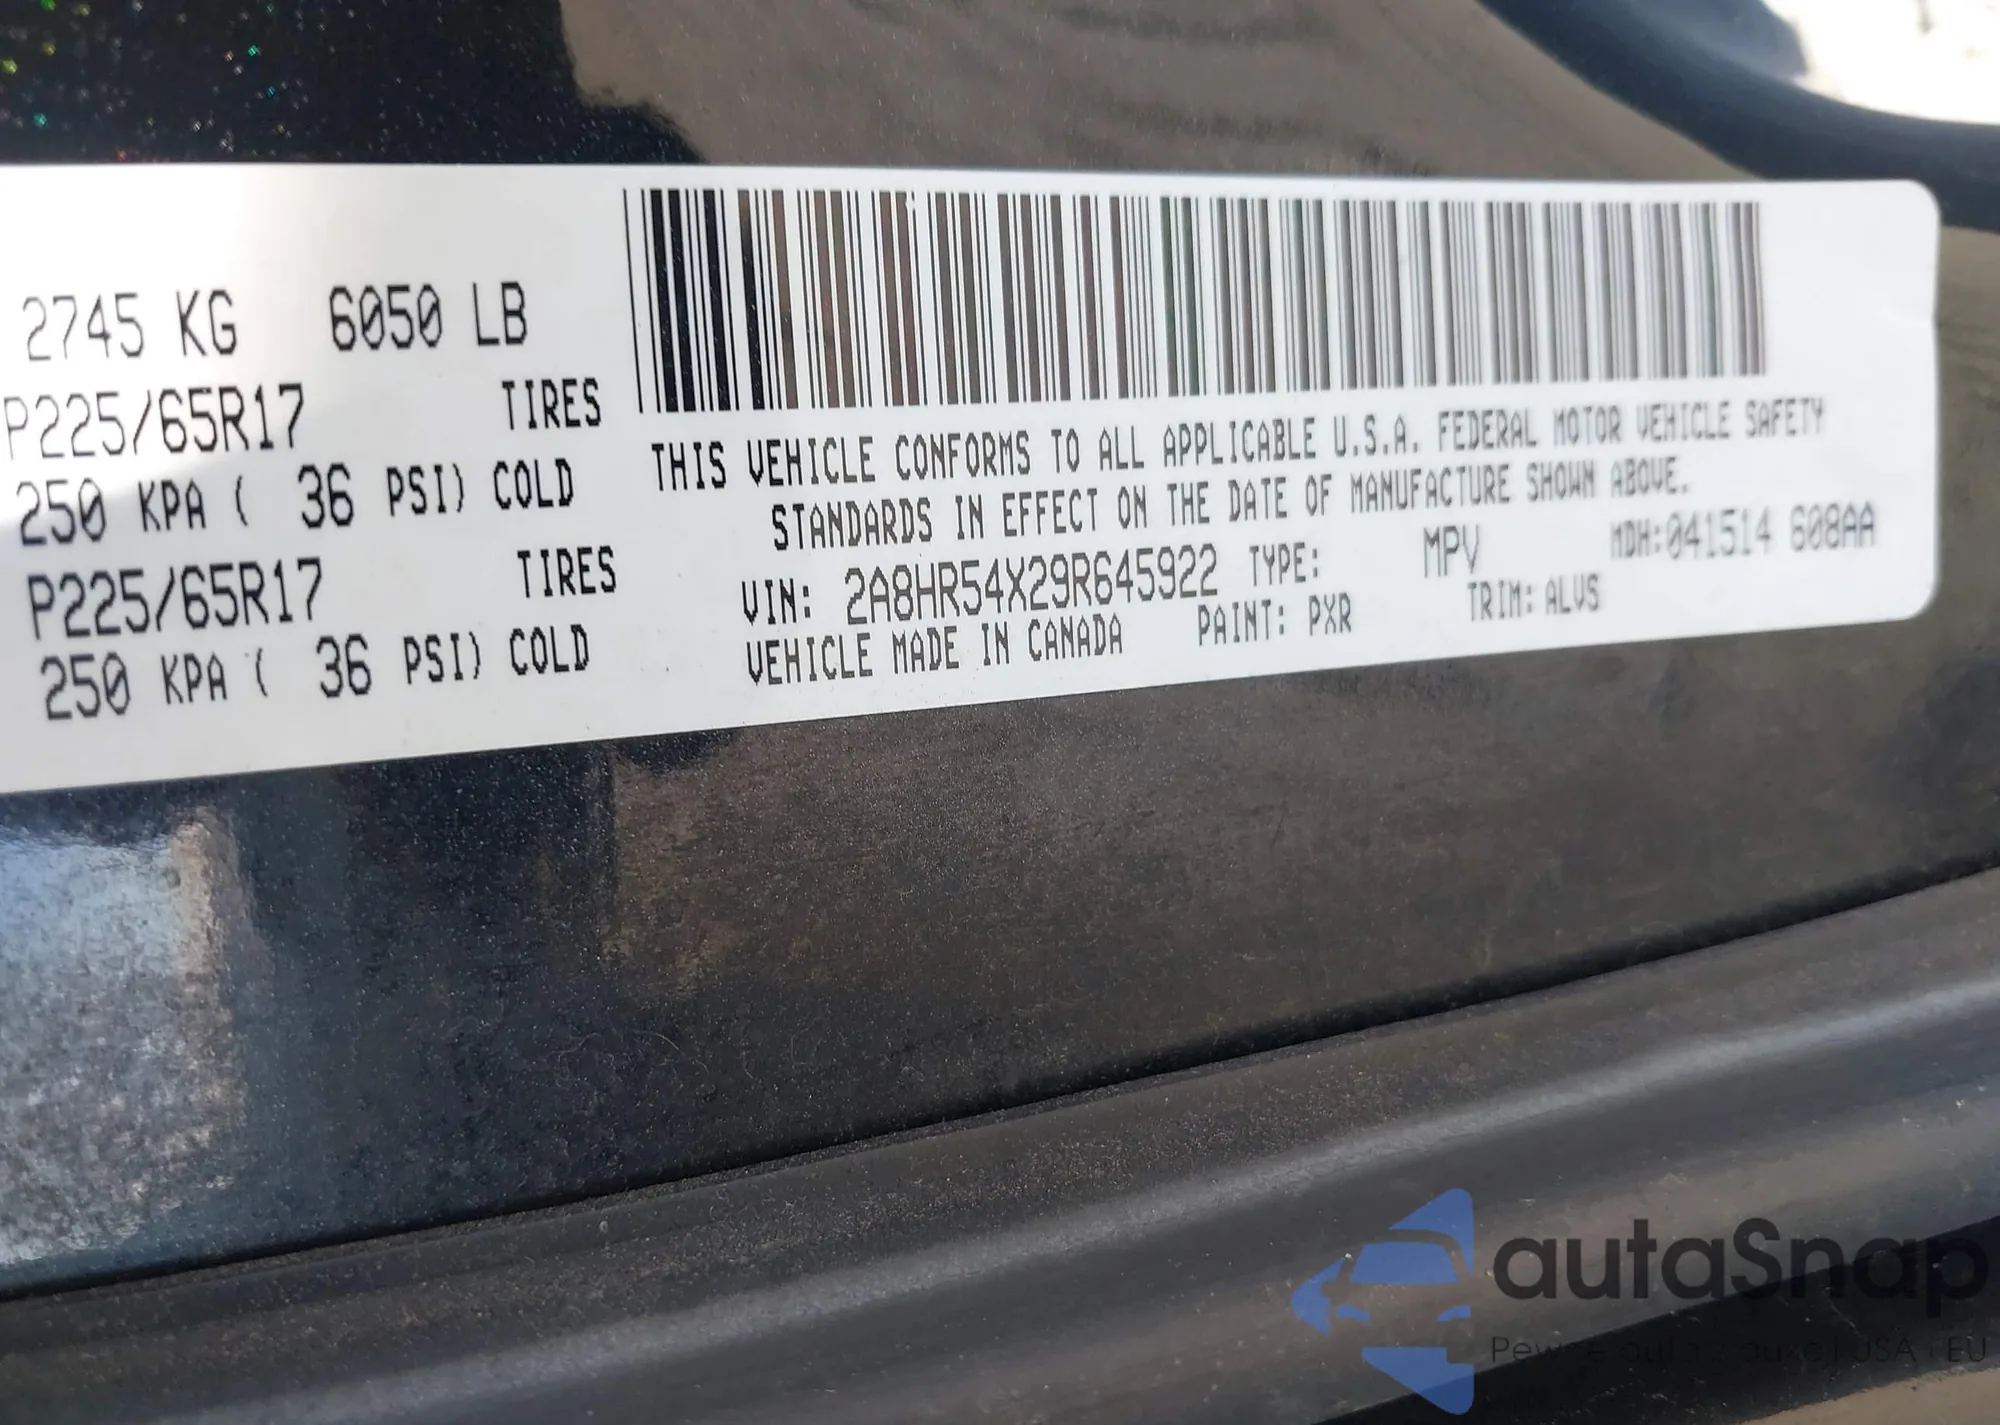 2745 KG 6050 LB
P225/65R17 TIRES
250 KPA ( 36 PSI) COLD
P225/65R17 TIRES
250 KPA ( 36 PSI) COLD
THIS VEHICLE CONFORMS TO ALL APPLICABLE U.S.A. FEDERAL MOTOR VEHICLE SAFETY
STANDARDS IN EFFECT ON THE DATE OF MANUFACTURE SHOWN ABOVE.
VIN: 2A8HR54X29R645922 TYPE: MPV MDH:041514 608AA
VEHICLE MADE IN CANADA PAINT: PXR TRIM: ALVS
autaSnap
USA EU